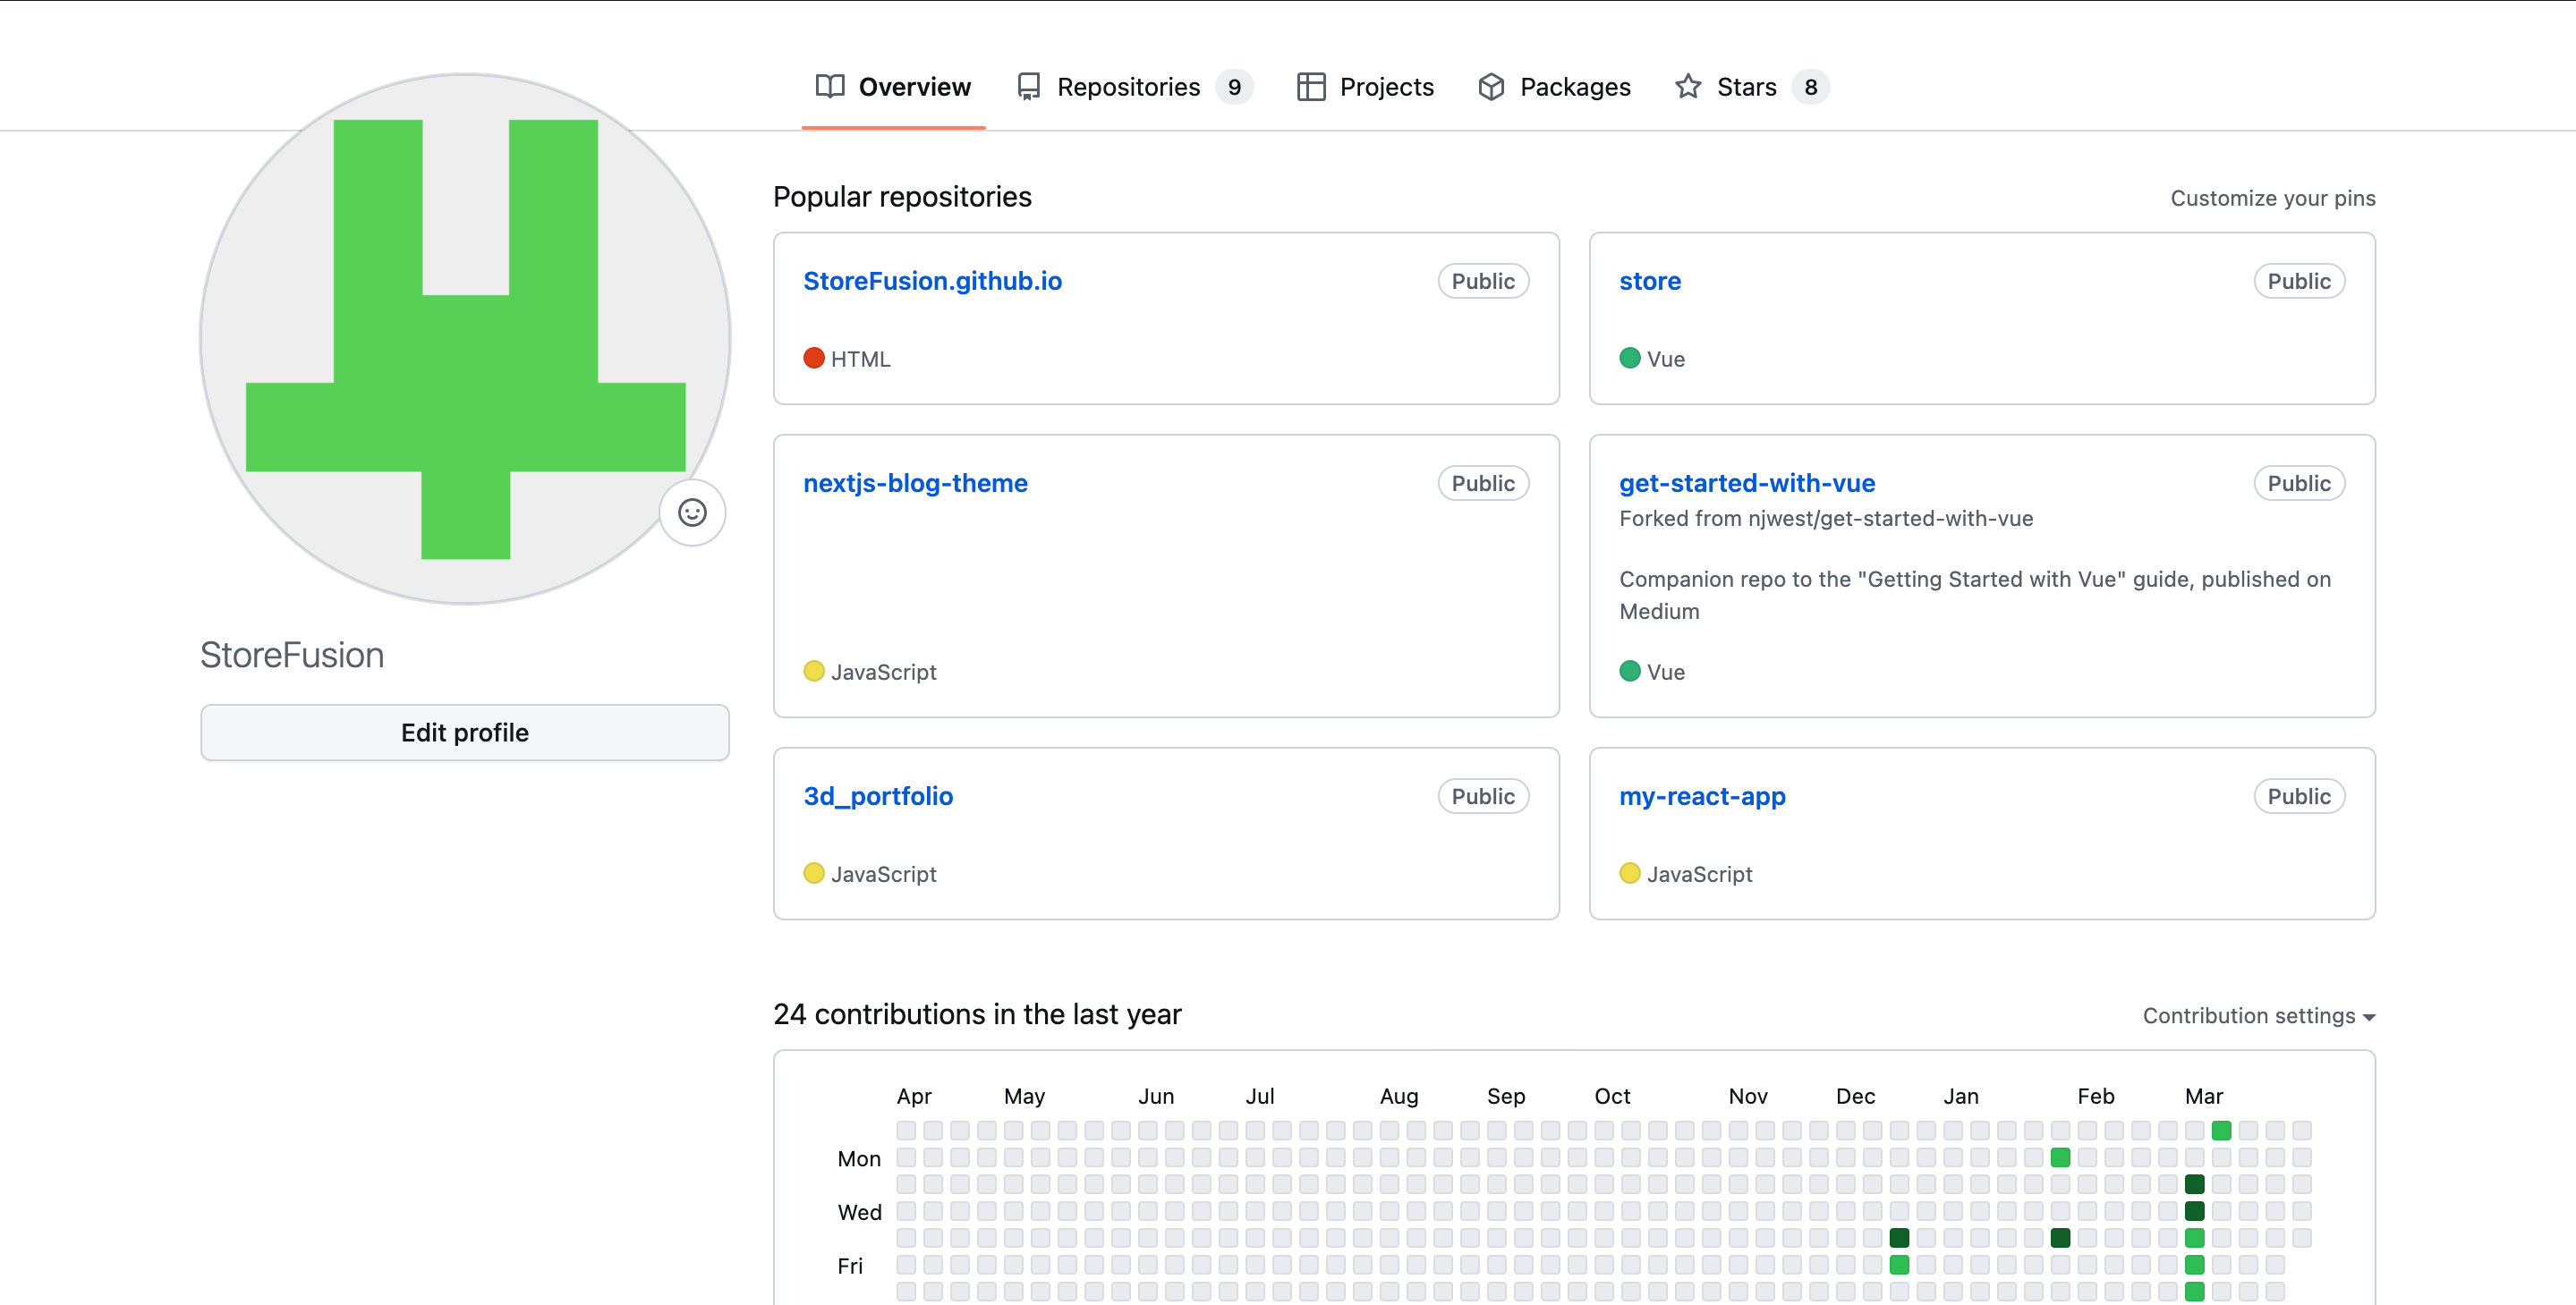 Overview Repositories 9 Projects Packages Stars 8
StoreFusion
Edit profile
Popular repositories
Customize your pins
StoreFusion.github.io Public
HTML
store Public
Vue
nextjs-blog-theme Public
JavaScript
get-started-with-vue Public
Forked from njwest/get-started-with-vue
Companion repo to the "Getting Started with Vue" guide, published on
Medium
Vue
3d_portfolio Public
JavaScript
my-react-app Public
JavaScript
24 contributions in the last year
Contribution settings
Apr May Jun Jul Aug Sep Oct Nov Dec Jan Feb Mar
Mon
Wed
Fri